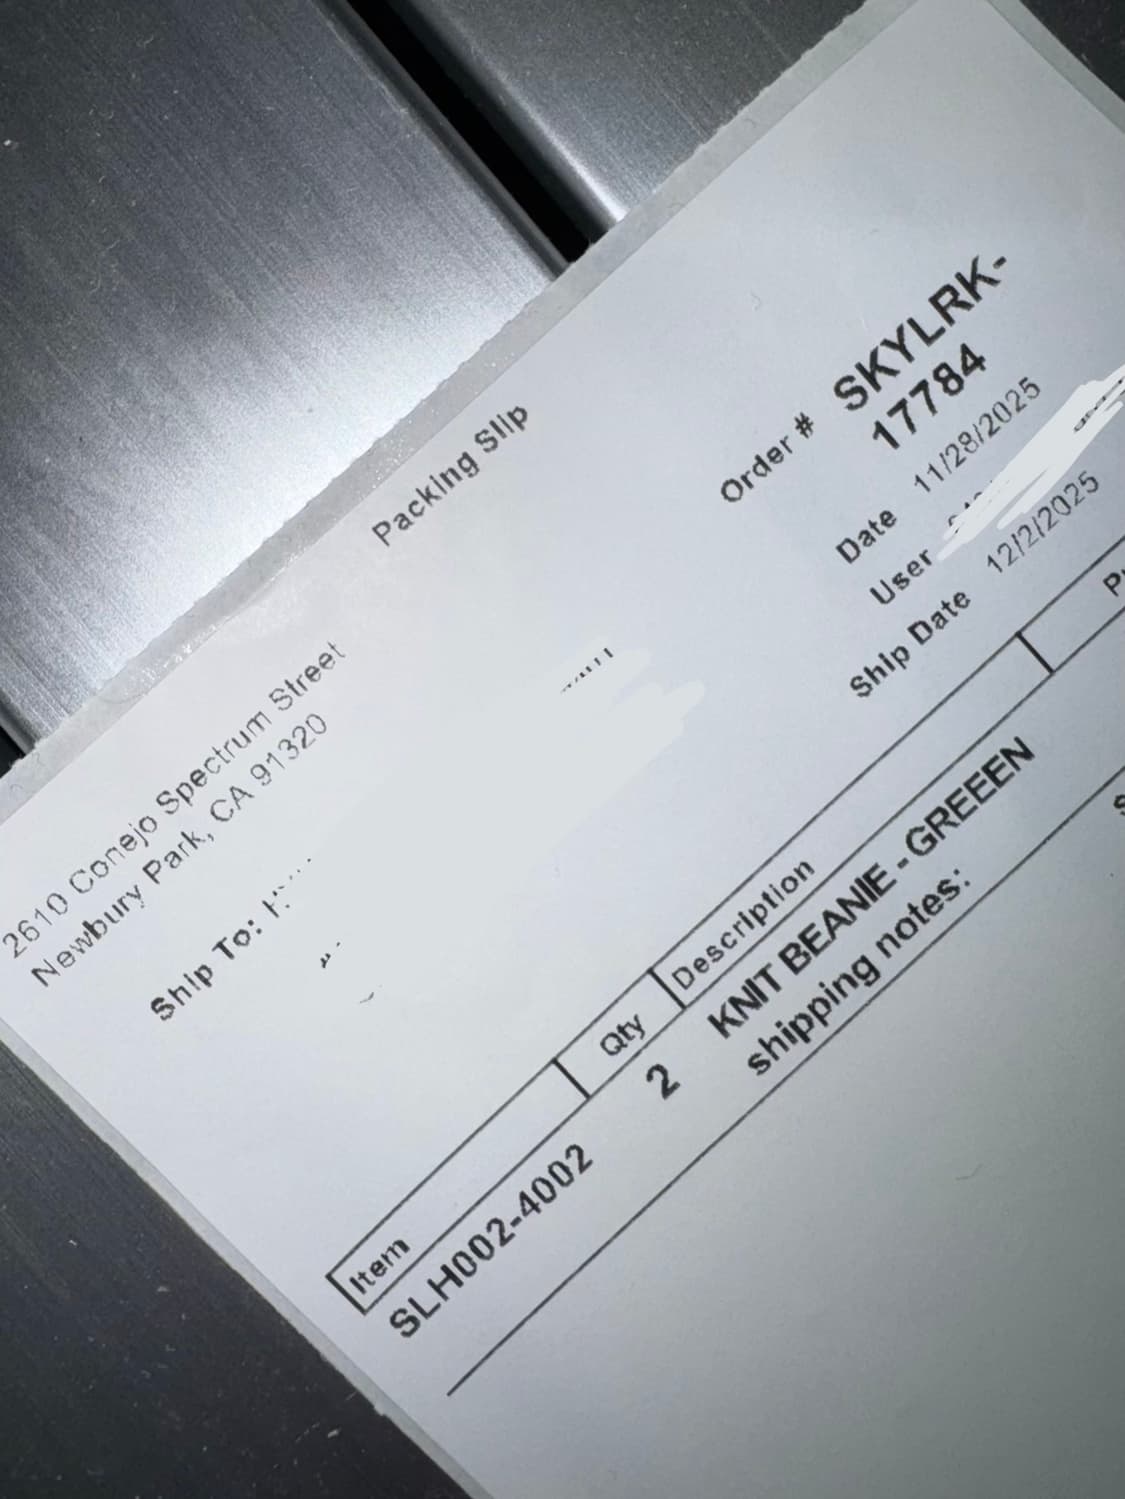 2610 Conejo Spectrum Street
Newbury Park, CA 91320
Packing Slip
Order # SKYLRK-
17784
Date 11/28/2025
User
Ship Date 12/2/2025
Ship To:
Item Qty Description
SLH002-4002 2 KNIT BEANIE - GREEEN
shipping notes: